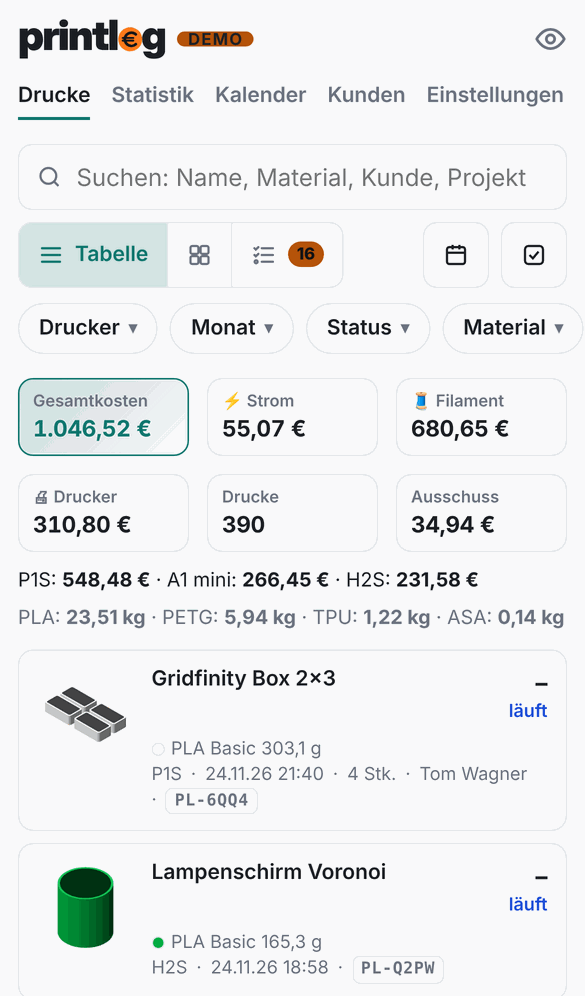 printl€g DEMO
Drucke Statistik Kalender Kunden Einstellungen
Suchen: Name, Material, Kunde, Projekt
Tabelle 16
Drucker ▾ Monat ▾ Status ▾ Material ▾
Gesamtkosten ⚡ Strom 🧵 Filament
1.046,52 € 55,07 € 680,65 €
🖨 Drucker Drucke Ausschuss
310,80 € 390 34,94 €
P1S: 548,48 € · A1 mini: 266,45 € · H2S: 231,58 €
PLA: 23,51 kg · PETG: 5,94 kg · TPU: 1,22 kg · ASA: 0,14 kg
Gridfinity Box 2×3 –
läuft
PLA Basic 303,1 g
P1S · 24.11.26 21:40 · 4 Stk. · Tom Wagner
· PL-6QQ4
Lampenschirm Voronoi –
läuft
PLA Basic 165,3 g
H2S · 24.11.26 18:58 · PL-Q2PW